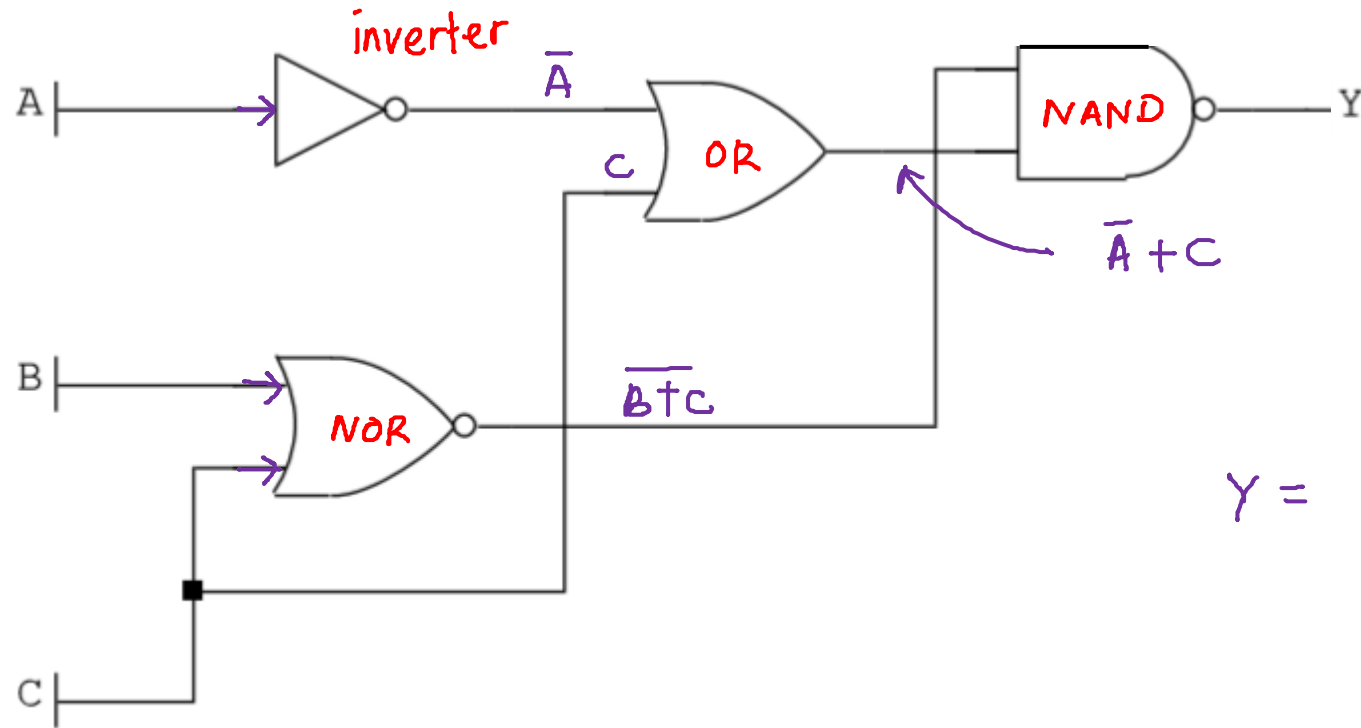 inverter
A
A̅
NAND
Y
C
OR
A̅ + C
B
B̅+̅C̅
NOR
Y =
C